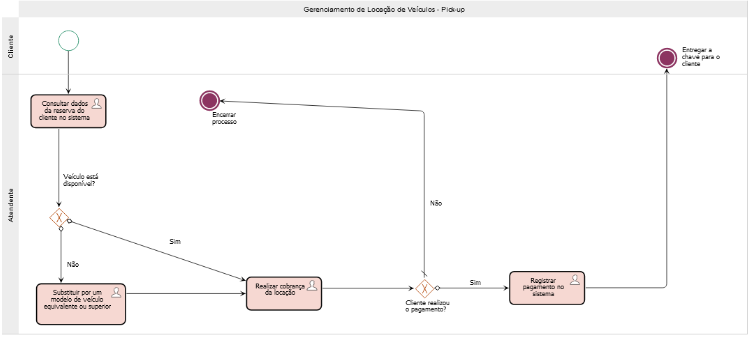 Gerenciamento de Locação de Veículos - Pick-up
Cliente
Entregar a
chave para o
cliente
Atendente
Consultar dados
da reserva do
cliente no sistema
Encerrar
processo
Veículo está
disponível?
Não
Sim
Não
Substituir por um
modelo de veículo
equivalente ou superior
Realizar cobrança
da locação
Cliente realizou
o pagamento?
Sim
Registrar
pagamento no
sistema